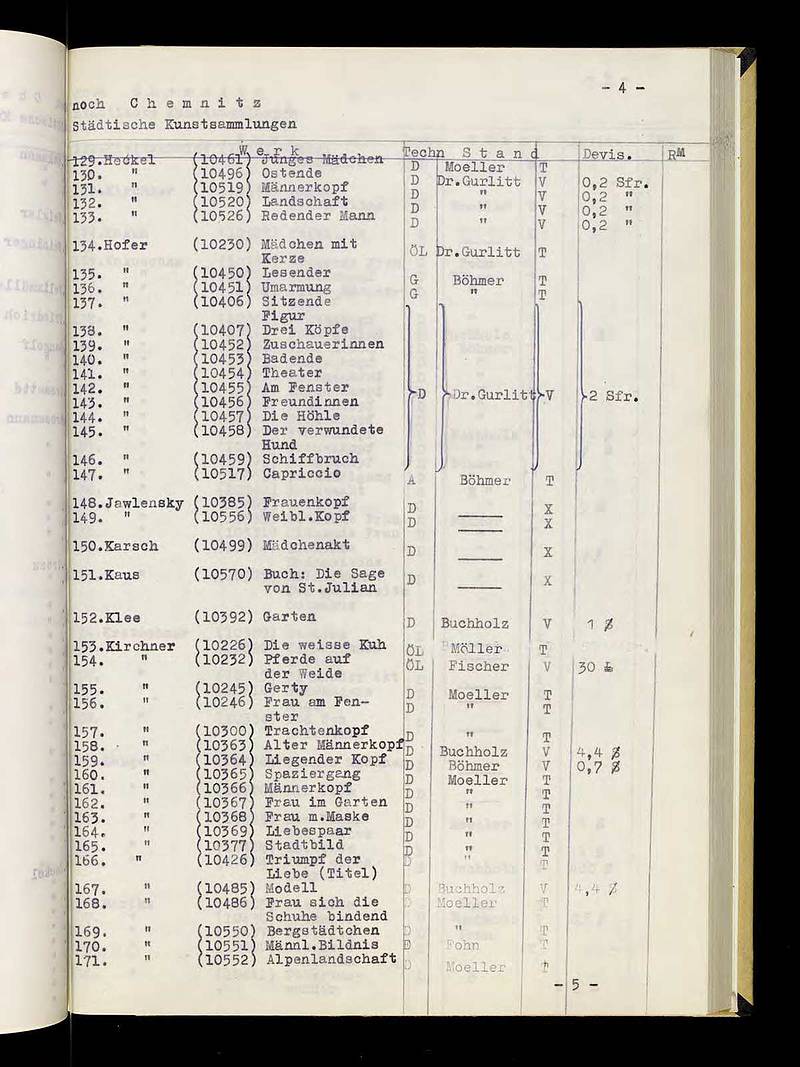 - 4 -
noch C h e m n i t z
Städtische Kunstsammlungen
W e r k Techn S t a n d Devis. RM
129.Heckel (10461) Junges Mädchen D Moeller T
130. " (10496) Ostende D Dr.Gurlitt V 0,2 Sfr.
131. " (10519) Männerkopf D " V 0,2 "
132. " (10520) Landschaft D " V 0,2 "
133. " (10526) Redender Mann D " V 0,2 "
134.Hofer (10230) Mädchen mit ÖL Dr.Gurlitt T
Kerze
135. " (10450) Lesender G Böhmer T
136. " (10451) Umarmung G " T
137. " (10406) Sitzende
Figur
138. " (10407) Drei Köpfe
139. " (10452) Zuschauerinnen
140. " (10453) Badende
141. " (10454) Theater
142. " (10455) Am Fenster D Dr.Gurlitt V 2 Sfr.
143. " (10456) Freundinnen
144. " (10457) Die Höhle
145. " (10458) Der verwundete
Hund
146. " (10459) Schiffbruch
147. " (10517) Capriccio A Böhmer T
148.Jawlensky (10385) Frauenkopf D ____ X
149. " (10556) Weibl.Kopf D ____ X
150.Karsch (10499) Mädchenakt D ____ X
151.Kaus (10570) Buch: Die Sage D ____ X
von St.Julian
152.Klee (10392) Garten D Buchholz V 1 $
153.Kirchner (10226) Die weisse Kuh ÖL Möller T
154. " (10232) Pferde auf ÖL Fischer V 30 £
der Weide
155. " (10245) Gerty D Moeller T
156. " (10246) Frau am Fen- D " T
ster
157. " (10300) Trachtenkopf D " T
158. " (10363) Alter Männerkopf D Buchholz V 4,4 $
159. " (10364) Liegender Kopf D Böhmer V 0,7 $
160. " (10365) Spaziergang D Moeller T
161. " (10366) Männerkopf D " T
162. " (10367) Frau im Garten D " T
163. " (10368) Frau m.Maske D " T
164. " (10369) Liebespaar D " T
165. " (10377) Stadtbild D " T
166. " (10426) Triumpf der D " T
Liebe (Titel)
167. " (10485) Modell D Buchholz V 4,4 $
168. " (10486) Frau sich die D Moeller T
Schuhe bindend
169. " (10550) Bergstädtchen D " T
170. " (10551) Männl.Bildnis D Fohn T
171. " (10552) Alpenlandschaft D Moeller T
- 5 -